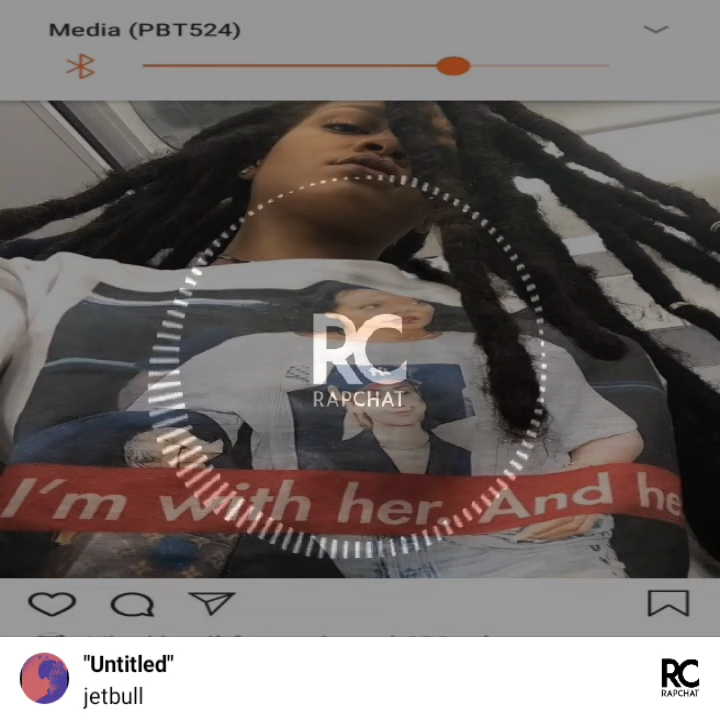 Media (PBT524)
RC
RAPCHAT
I'm with her. And he
"Untitled"
jetbull
RC
RAPCHAT